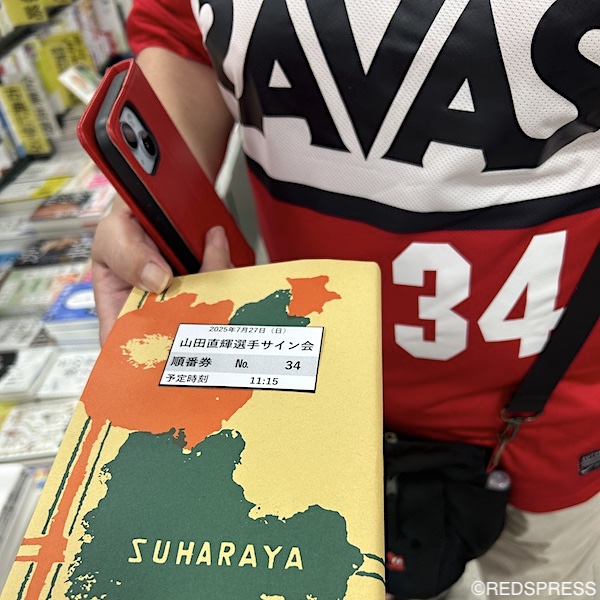 ZAVAS
34
2025年7月27日（日）
山田直輝選手サイン会
順番券 No. 34
予定時刻 11:15
SUHARAYA
©REDSPRESS